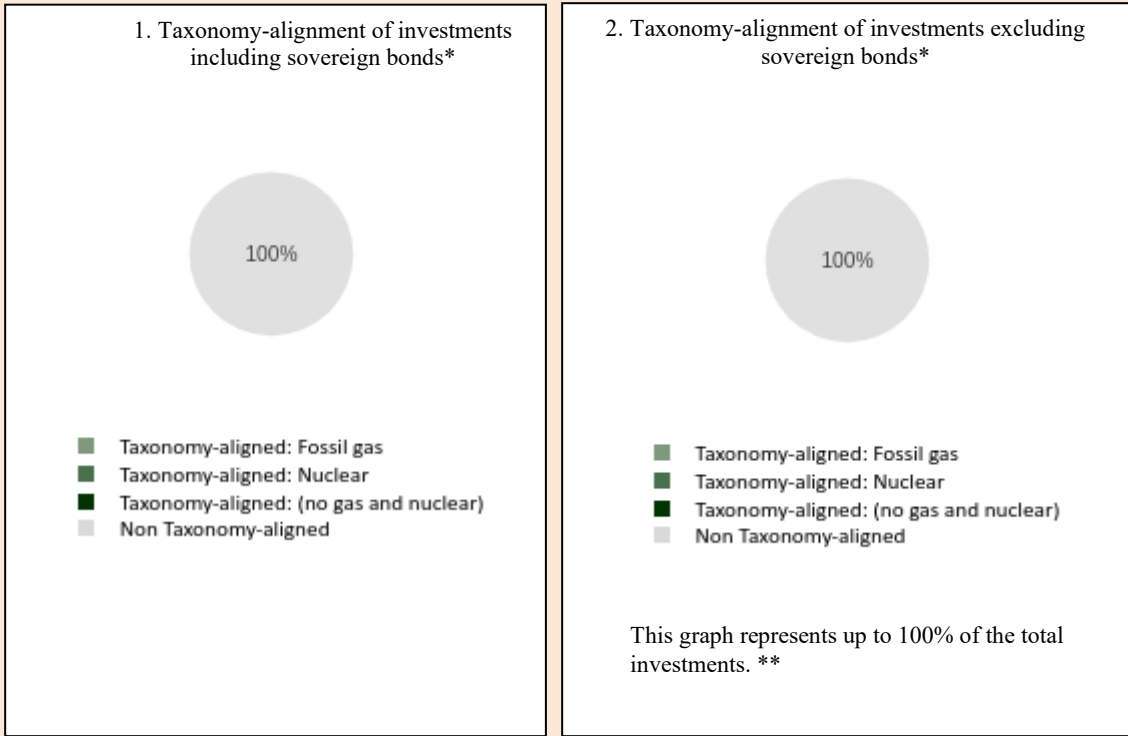 1. Taxonomy-alignment of investments
including sovereign bonds*
100%
Taxonomy-aligned: Fossil gas
Taxonomy-aligned: Nuclear
Taxonomy-aligned: (no gas and nuclear)
Non Taxonomy-aligned
2. Taxonomy-alignment of investments excluding
sovereign bonds*
100%
Taxonomy-aligned: Fossil gas
Taxonomy-aligned: Nuclear
Taxonomy-aligned: (no gas and nuclear)
Non Taxonomy-aligned
This graph represents up to 100% of the total
investments. **